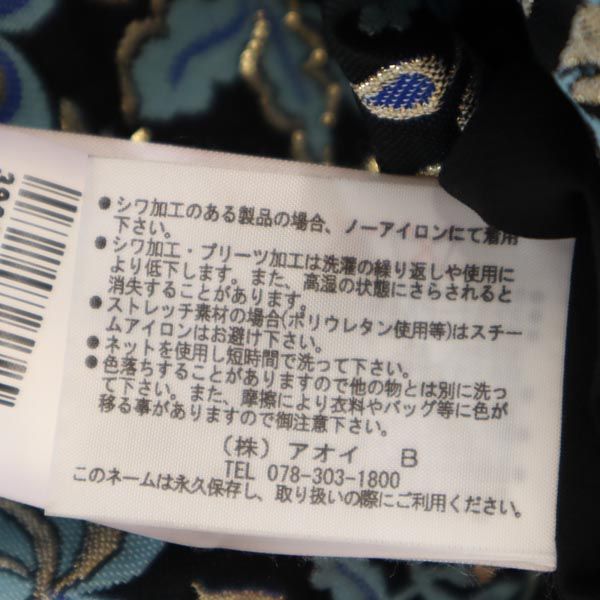 ●シワ加工のある製品の場合、ノーアイロンにて着用
下さい。
●シワ加工・プリーツ加工は洗濯の繰り返しや使用に
より低下します。また、高湿の状態にさらされると
消失することがあります。
●ストレッチ素材の場合(ポリウレタン使用等)はスチー
ムアイロンはお避け下さい。
●ネットを使用し短時間で洗って下さい。
●色落ちすることがありますので他の物とは別に洗っ
て下さい。また、摩擦により衣料やバッグ等に色が
移る事がありますので御注意下さい。
(株) アオイ B
TEL 078-303-1800
このネームは永久保存し、取り扱いの際にご利用ください。